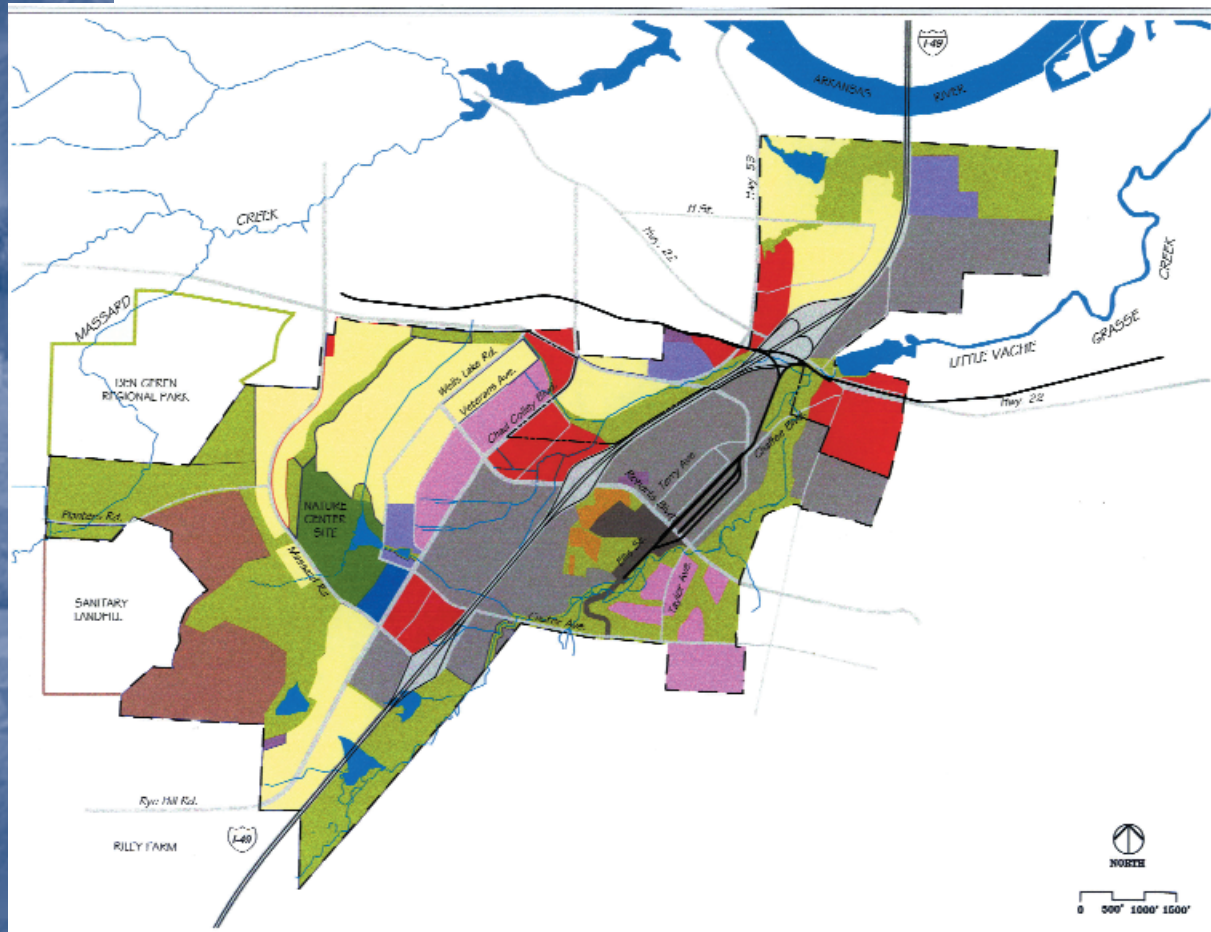 I-49
ARKANSAS RIVER
Hwy 59
H St.
Hwy. 22
CREEK
MASSARD
CREEK
GRASSE
LITTLE VACHE
BEN GEREN
REGIONAL PARK
Wells Lake Rd.
Veterans Ave.
Chad Colley Blvd
Hwy. 22
Chaffee Blvd
Terry Ave.
Roberts Blvd
NATURE
CENTER
SITE
Planters Rd.
Massard Rd
Ellis St.
Taylor Ave.
SANITARY
LANDFILL
Frontier Ave.
Rye Hill Rd.
I-49
RILEY FARM
NORTH
0 500' 1000' 1500'